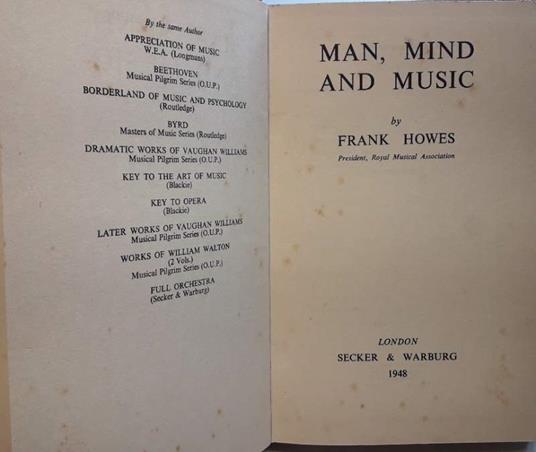 By the same Author
APPRECIATION OF MUSIC
W.E.A. (Longmans)
BEETHOVEN
Musical Pilgrim Series (O.U.P.)
BORDERLAND OF MUSIC AND PSYCHOLOGY
(Routledge)
BYRD
Masters of Music Series (Routledge)
DRAMATIC WORKS OF VAUGHAN WILLIAMS
Musical Pilgrim Series (O.U.P.)
KEY TO THE ART OF MUSIC
(Blackie)
KEY TO OPERA
(Blackie)
LATER WORKS OF VAUGHAN WILLIAMS
Musical Pilgrim Series (O.U.P.)
WORKS OF WILLIAM WALTON
(2 Vols.)
Musical Pilgrim Series (O.U.P.)
FULL ORCHESTRA
(Secker & Warburg)
MAN, MIND
AND MUSIC
by
FRANK HOWES
President, Royal Musical Association
LONDON
SECKER & WARBURG
1948